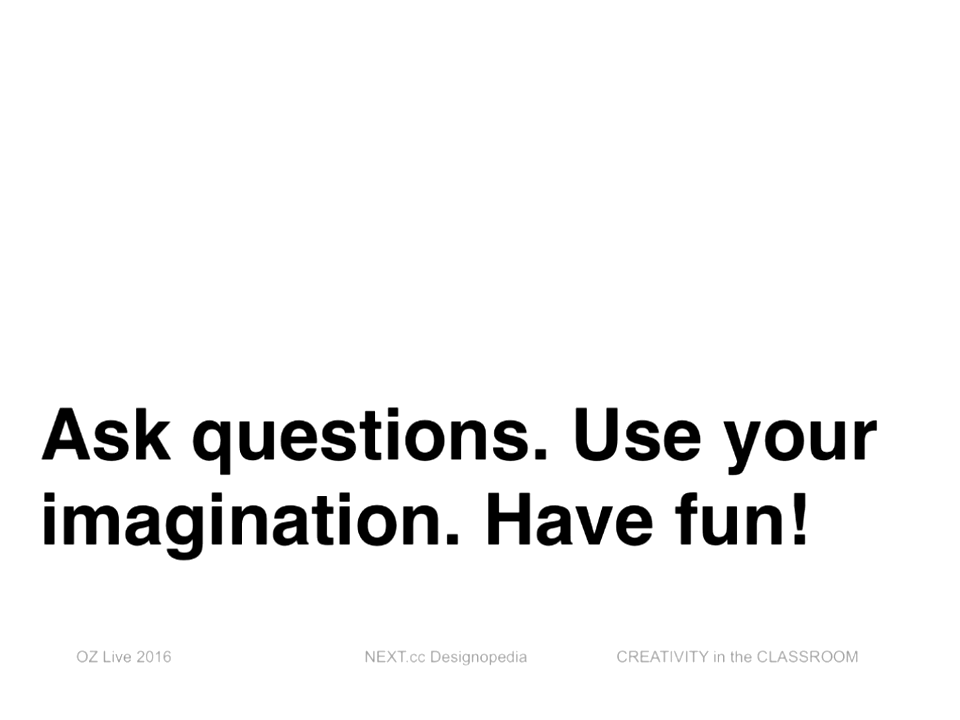 Ask questions. Use your
imagination. Have fun!
OZ Live 2016 NEXT.cc Designopedia CREATIVITY in the CLASSROOM